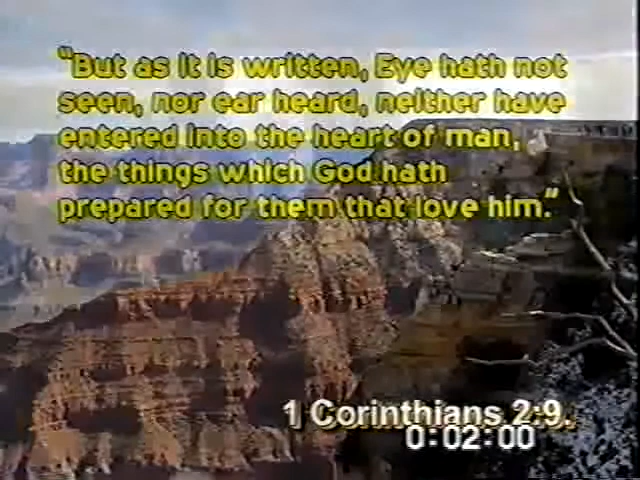 "But as it is written, Eye hath not
seen, nor ear heard, neither have
entered into the heart of man,
the things which God hath
prepared for them that love him."
1 Corinthians 2:9.
0:02:00